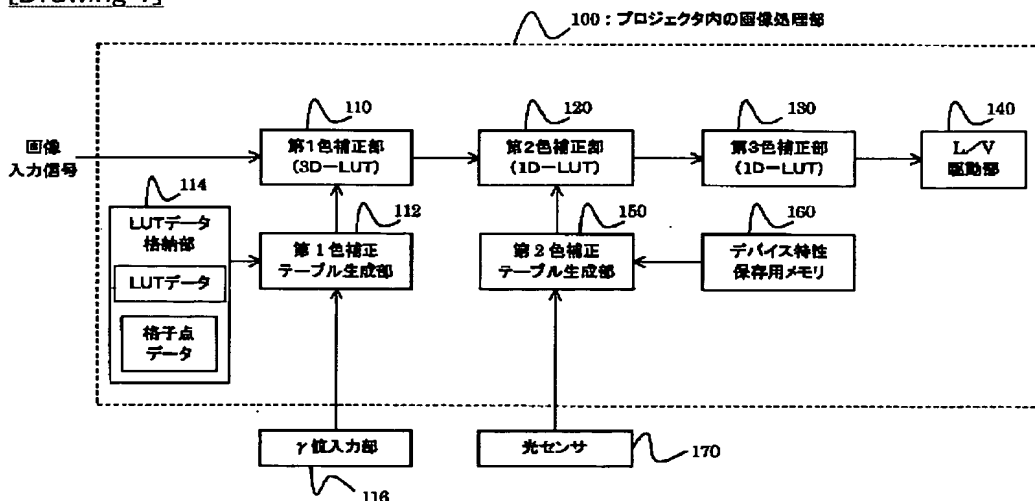 [Drawing 1]
100：プロジェクタ内の画像処理部
画像
入力信号
110
第1色補正部
(3D－LUT)
120
第2色補正部
(1D－LUT)
130
第3色補正部
(1D－LUT)
140
L／V
駆動部
114
LUTデータ
格納部
LUTデータ
格子点
データ
112
第1色補正
テーブル生成部
150
第2色補正
テーブル生成部
160
デバイス特性
保存用メモリ
γ値入力部
116
光センサ
170